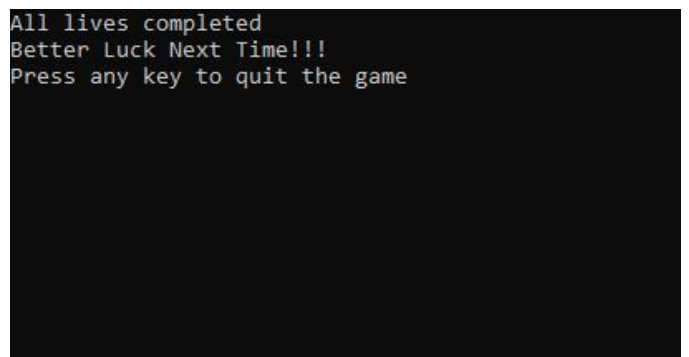 All lives completed
Better Luck Next Time!!!
Press any key to quit the game